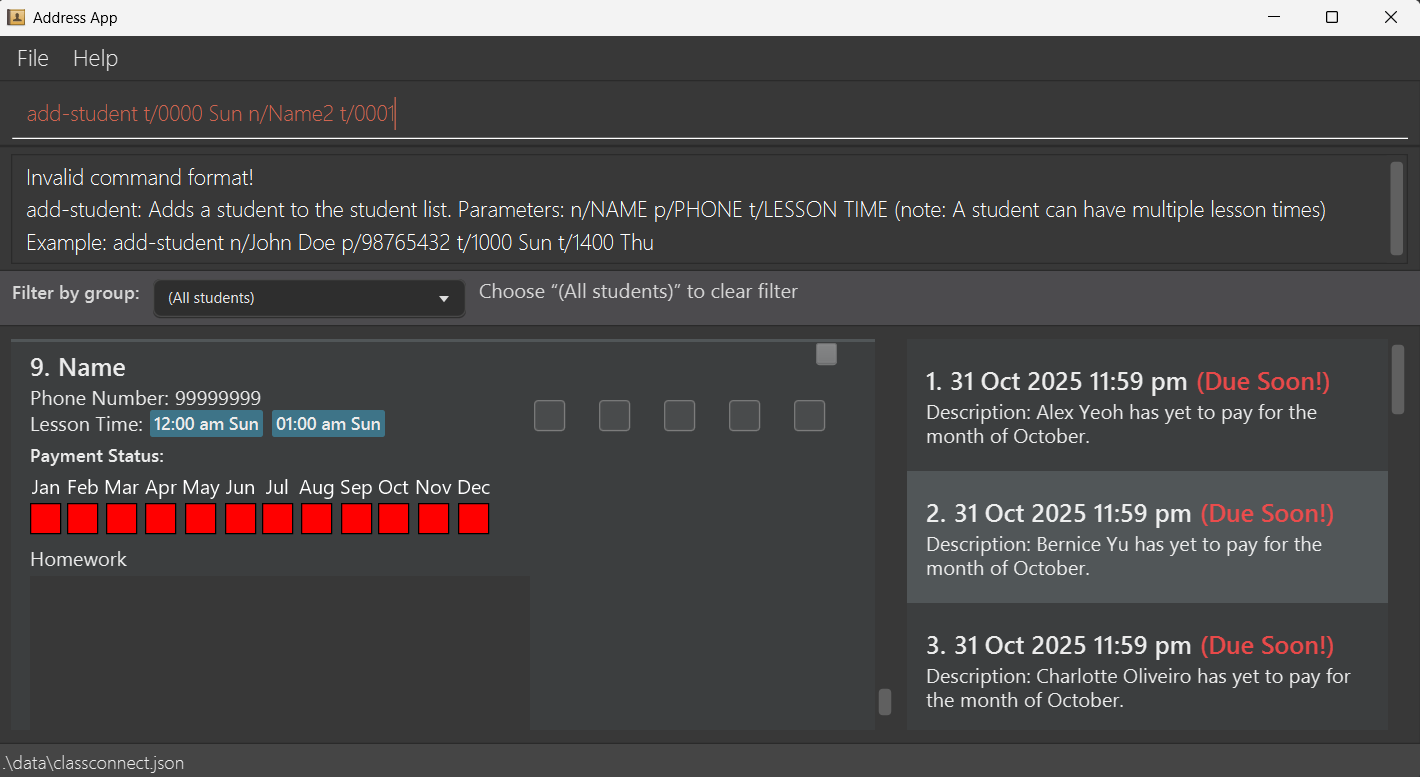 Address App
File Help
add-student t/0000 Sun n/Name2 t/0001
Invalid command format!
add-student: Adds a student to the student list. Parameters: n/NAME p/PHONE t/LESSON TIME (note: A student can have multiple lesson times)
Example: add-student n/John Doe p/98765432 t/1000 Sun t/1400 Thu
Filter by group: (All students) Choose “(All students)” to clear filter
9. Name
Phone Number: 99999999
Lesson Time: 12:00 am Sun 01:00 am Sun
Payment Status:
Jan Feb Mar Apr May Jun Jul Aug Sep Oct Nov Dec
Homework
1. 31 Oct 2025 11:59 pm (Due Soon!)
Description: Alex Yeoh has yet to pay for the
month of October.
2. 31 Oct 2025 11:59 pm (Due Soon!)
Description: Bernice Yu has yet to pay for the
month of October.
3. 31 Oct 2025 11:59 pm (Due Soon!)
Description: Charlotte Oliveiro has yet to pay for
the month of October.
.\data\classconnect.json